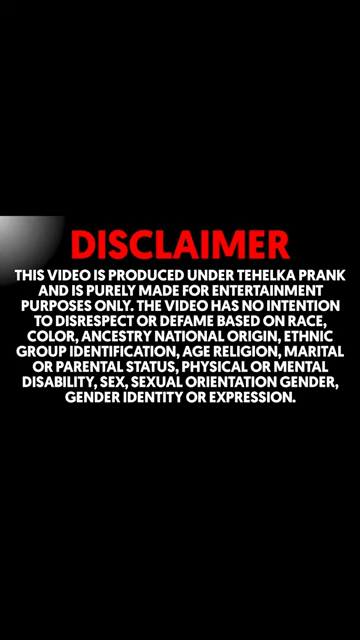 DISCLAIMER
THIS VIDEO IS PRODUCED UNDER TEHELKA PRANK
AND IS PURELY MADE FOR ENTERTAINMENT
PURPOSES ONLY. THE VIDEO HAS NO INTENTION
TO DISRESPECT OR DEFAME BASED ON RACE,
COLOR, ANCESTRY NATIONAL ORIGIN, ETHNIC
GROUP IDENTIFICATION, AGE RELIGION, MARITAL
OR PARENTAL STATUS, PHYSICAL OR MENTAL
DISABILITY, SEX, SEXUAL ORIENTATION GENDER,
GENDER IDENTITY OR EXPRESSION.